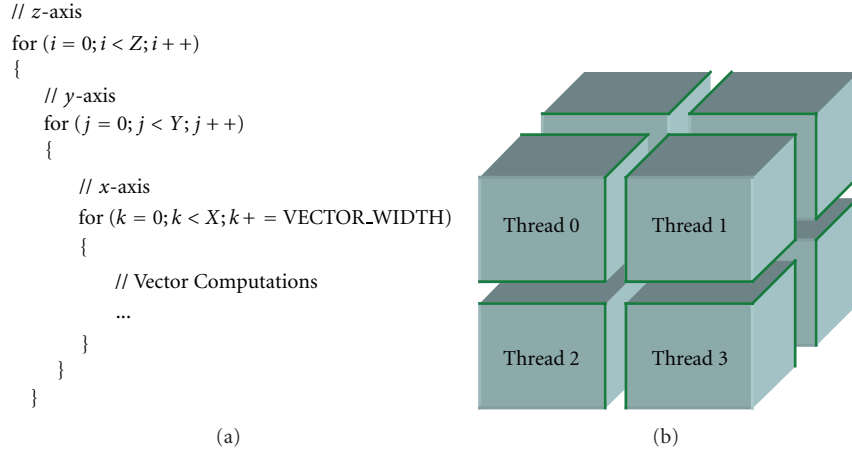 // z-axis
for (i = 0; i < Z; i + +)
{
// y-axis
for (j = 0; j < Y; j + +)
{
// x-axis
for (k = 0; k < X; k+ = VECTOR_WIDTH)
{
// Vector Computations
...
}
}
}
(a)
Thread 0
Thread 1
Thread 2
Thread 3
(b)